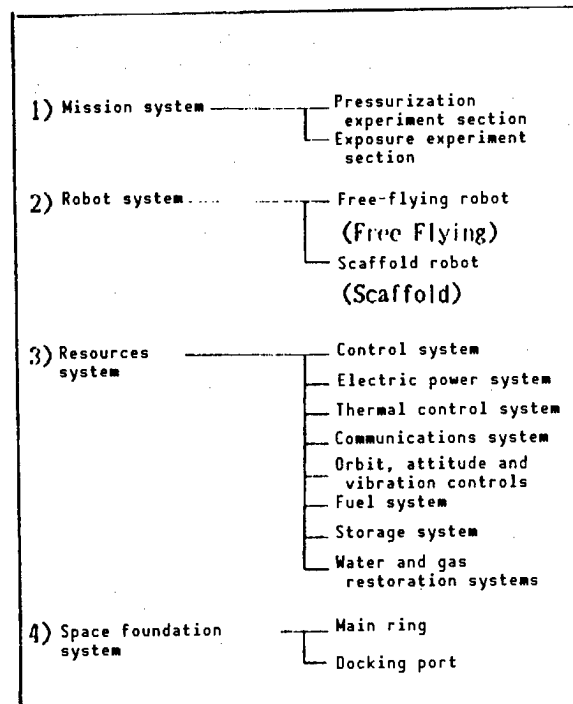 1) Mission system
Pressurization
experiment section
Exposure experiment
section
2) Robot system
Free-flying robot
(Free Flying)
Scaffold robot
(Scaffold)
3) Resources
system
Control system
Electric power system
Thermal control system
Communications system
Orbit, attitude and
vibration controls
Fuel system
Storage system
Water and gas
restoration systems
4) Space foundation
system
Main ring
Docking port